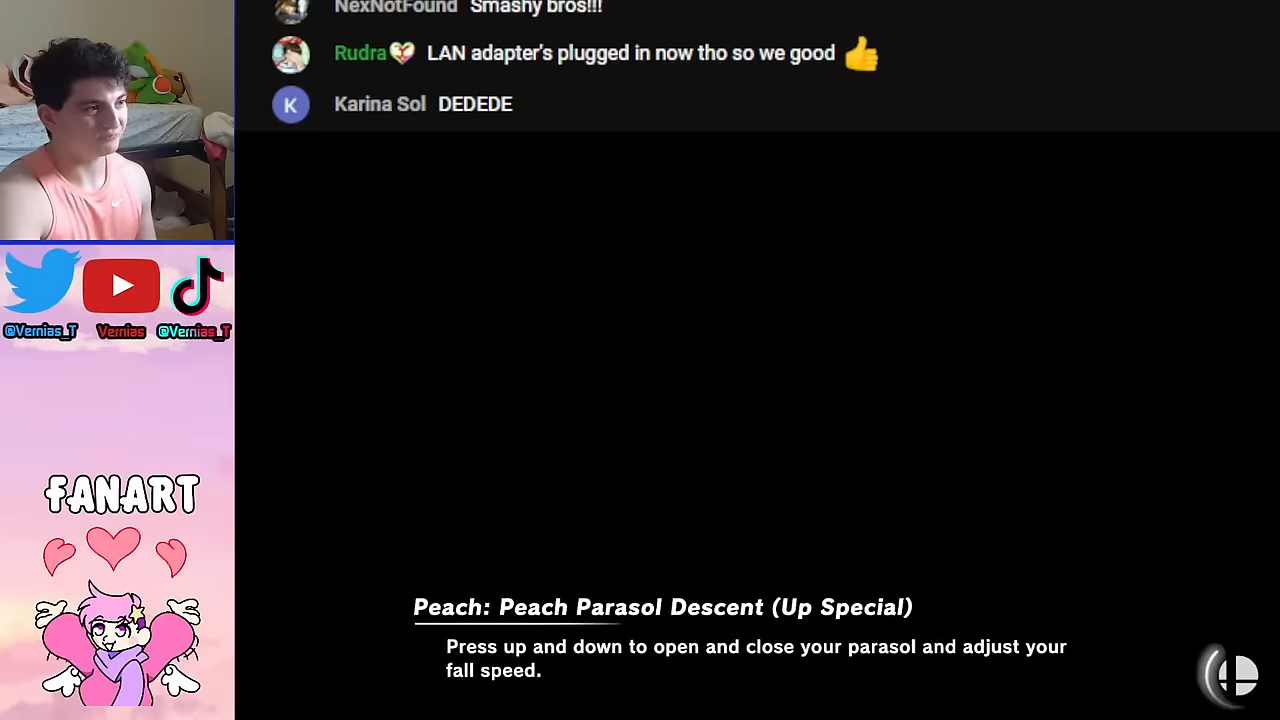 NexNotFound Smashy bros!!!
Rudra LAN adapter's plugged in now tho so we good
K Karina Sol DEDEDE
@Vernias_T Vernias @Vernias_T
FANART
Peach: Peach Parasol Descent (Up Special)
Press up and down to open and close your parasol and adjust your
fall speed.